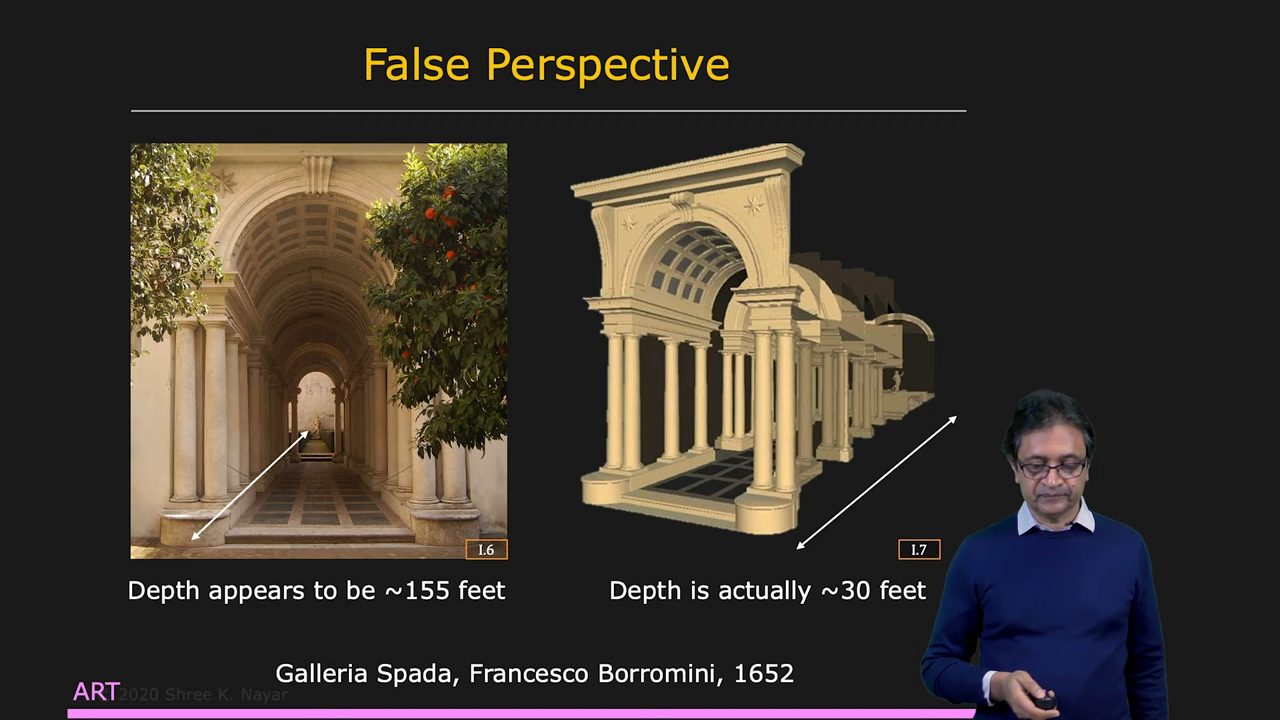 False Perspective
I.6
I.7
Depth appears to be ~155 feet
Depth is actually ~30 feet
Galleria Spada, Francesco Borromini, 1652
ART
2020 Shree K. Nayar